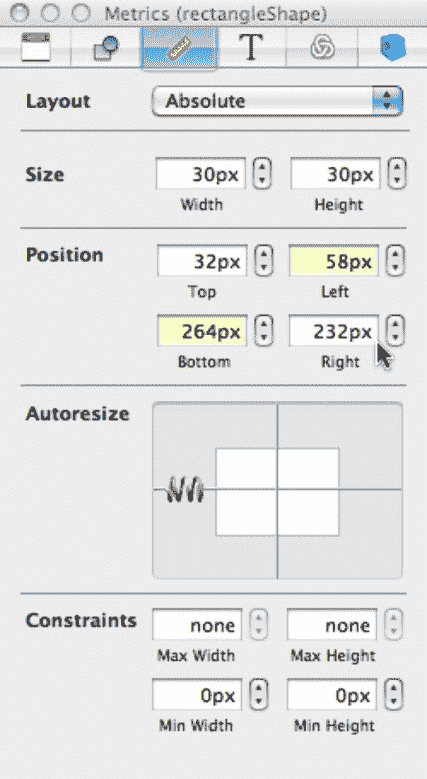 Metrics (rectangleShape)
T
Layout Absolute
Size 30px 30px
Width Height
Position 32px 58px
Top Left
264px 232px
Bottom Right
Autoresize
Constraints none none
Max Width Max Height
0px 0px
Min Width Min Height